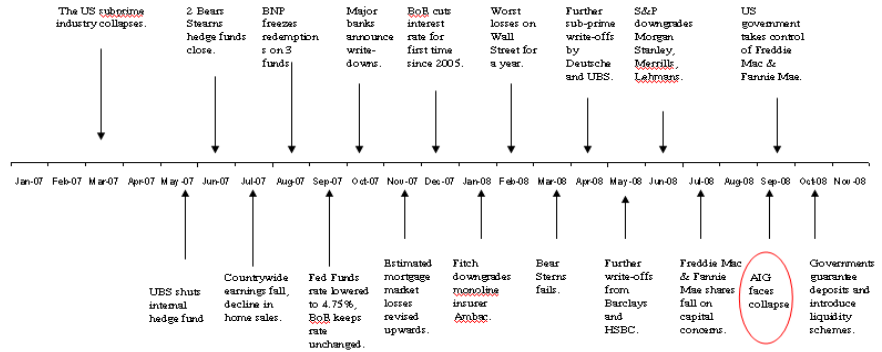 The US subprime
industry collapses.
2 Bears
Stearns
hedge funds
close.
BNP
freezes
redemption
s on 3
funds
Major
banks
announce
write-
downs.
BoE cuts
interest
rate for
first time
since 2005.
Worst
losses on
Wall
Street for
a year.
Further
sub-prime
write-offs
by
Deutsche
and UBS.
S&P
downgrades
Morgan
Stanley,
Merrills,
Lehmans.
US
government
takes control
of Freddie
Mac &
Fannie Mae.
Jan-07 Feb-07 Mar-07 Apr-07 May-07 Jun-07 Jul-07 Aug-07 Sep-07 Oct-07 Nov-07 Dec-07 Jan-08 Feb-08 Mar-08 Apr-08 May-08 Jun-08 Jul-08 Aug-08 Sep-08 Oct-08 Nov-08
UBS shuts
internal
hedge fund
Countrywide
earnings fall,
decline in
home sales.
Fed Funds
rate lowered
to 4.75%,
BoE keeps
rate
unchanged.
Estimated
mortgage
market
losses
revised
upwards.
Fitch
downgrades
monoline
insurer
Ambac.
Bear
Sterns
fails.
Further
write-offs
from
Barclays
and
HSBC.
Freddie Mac
& Fannie
Mae shares
fall on
capital
concerns.
AIG
faces
collapse
Governments
guarantee
deposits and
introduce
liquidity
schemes.